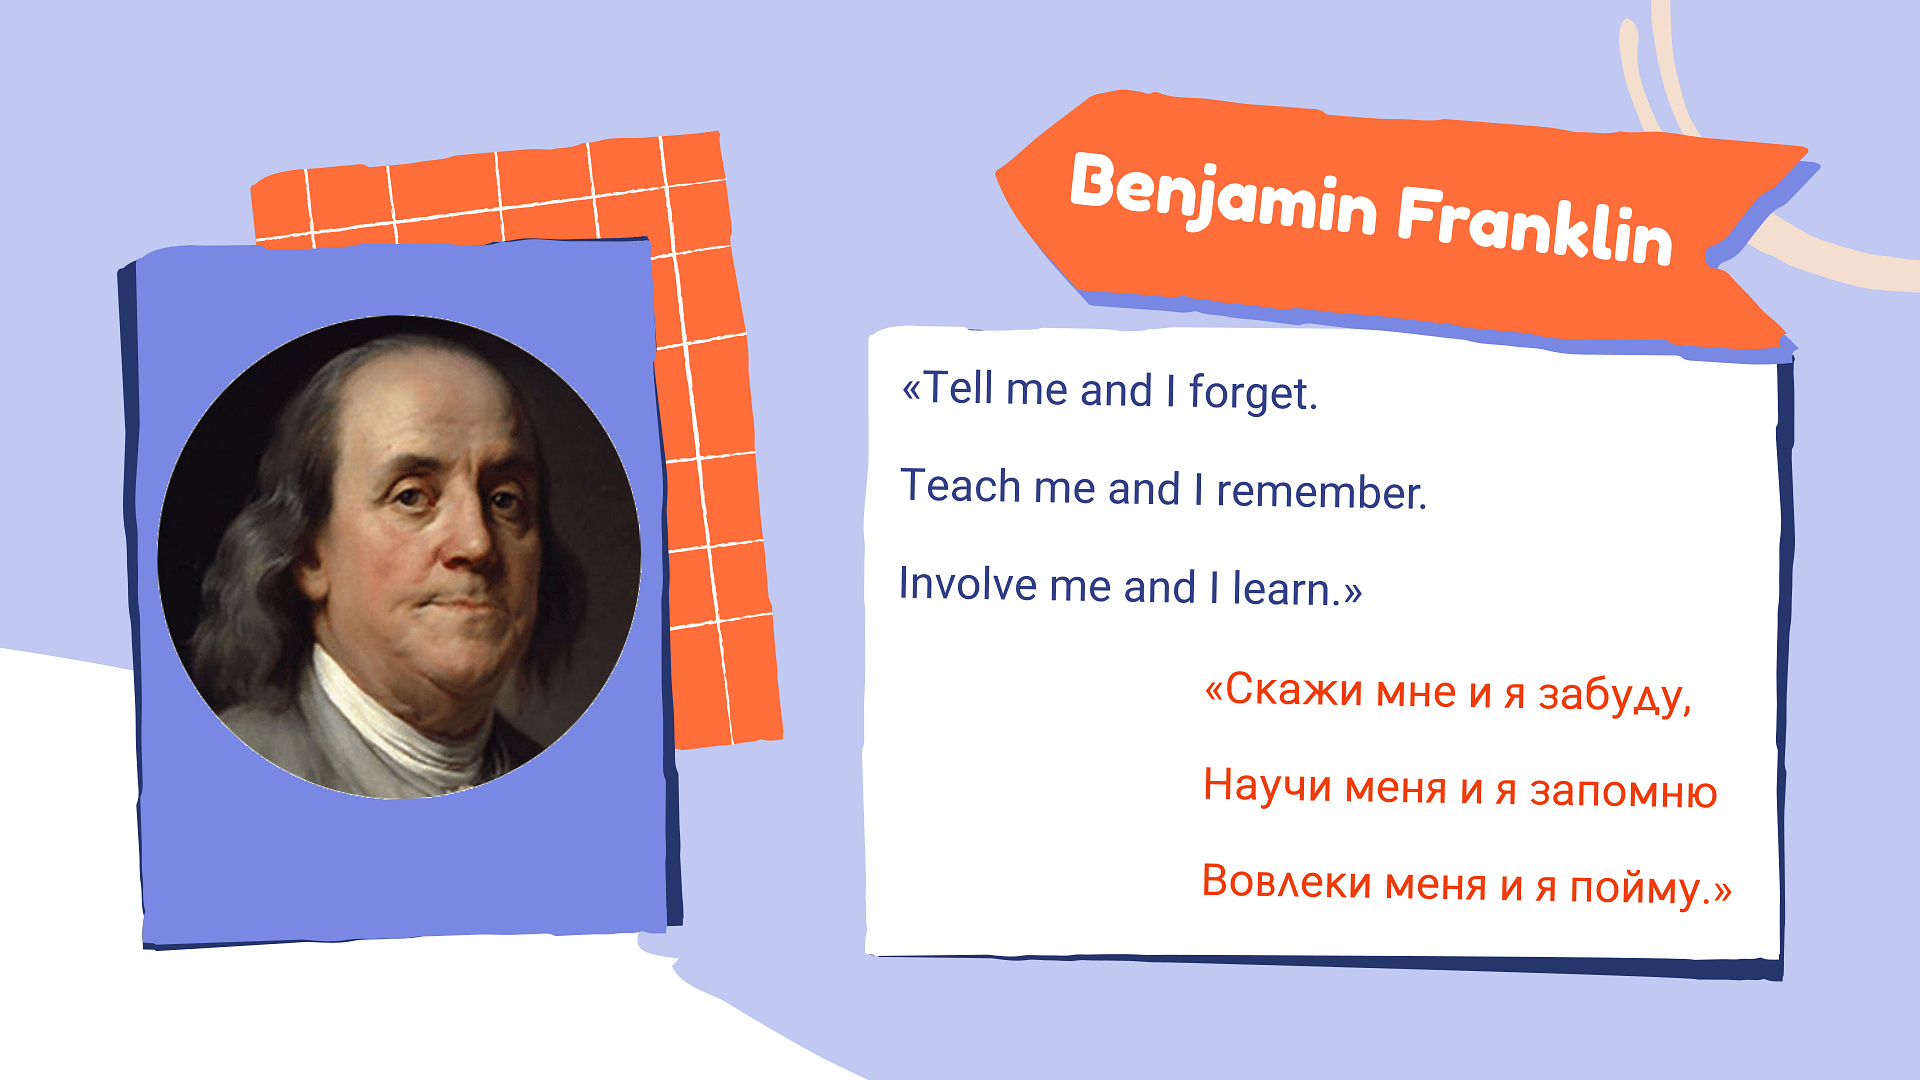 Benjamin Franklin
«Tell me and I forget.
Teach me and I remember.
Involve me and I learn.»
«Скажи мне и я забуду,
Научи меня и я запомню
Вовлеки меня и я пойму.»